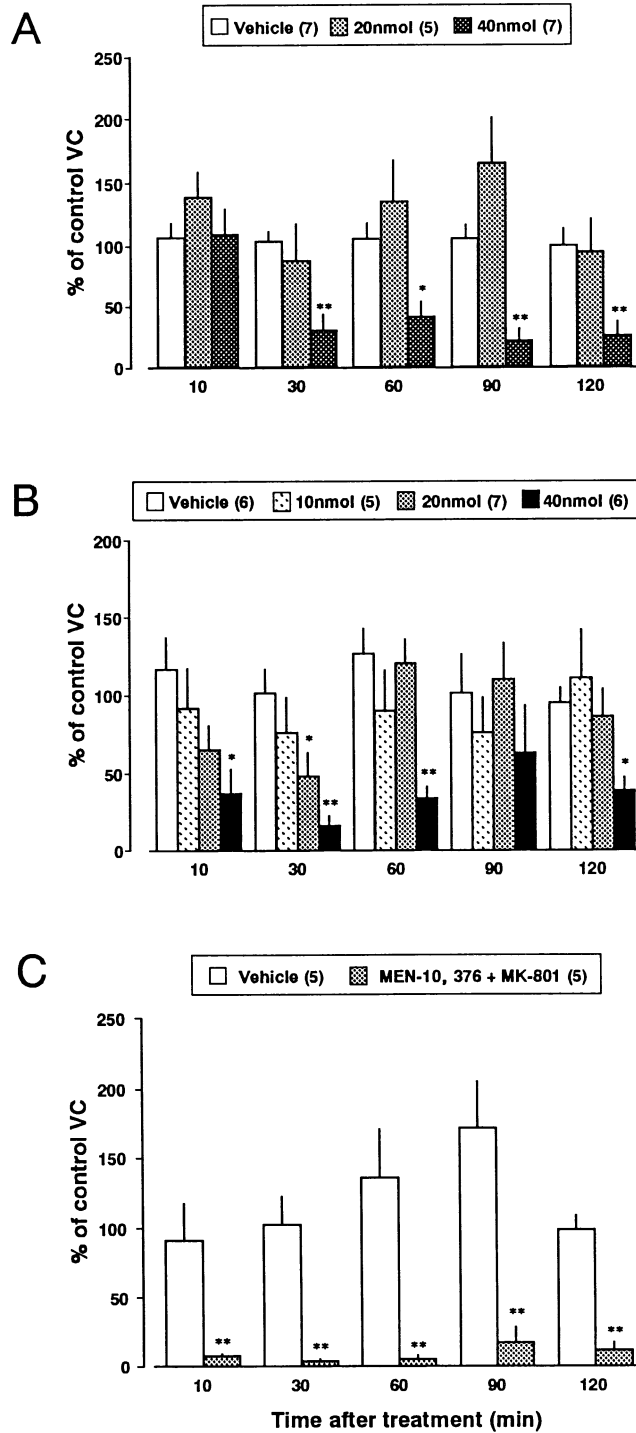 A
Vehicle (7) 20nmol (5) 40nmol (7)
% of control VC
250
200
150
100
50
0
**
*
**
**
10 30 60 90 120
B
Vehicle (6) 10nmol (5) 20nmol (7) 40nmol (6)
% of control VC
200
150
100
50
0
*
*
**
**
*
10 30 60 90 120
C
Vehicle (5) MEN-10, 376 + MK-801 (5)
% of control VC
250
200
150
100
50
0
**
**
**
**
**
10 30 60 90 120
Time after treatment (min)